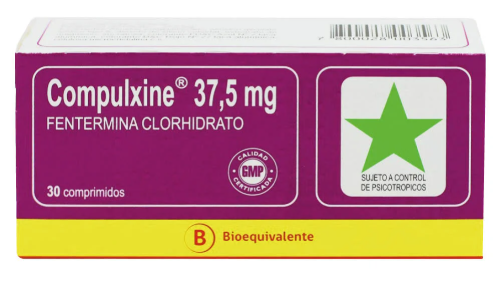 Compulxine® 37,5 mg
FENTERMINA CLORHIDRATO
CALIDAD
GMP
CERTIFICADA
30 comprimidos
SUJETO A CONTROL
DE PSICOTROPICOS
B Bioequivalente